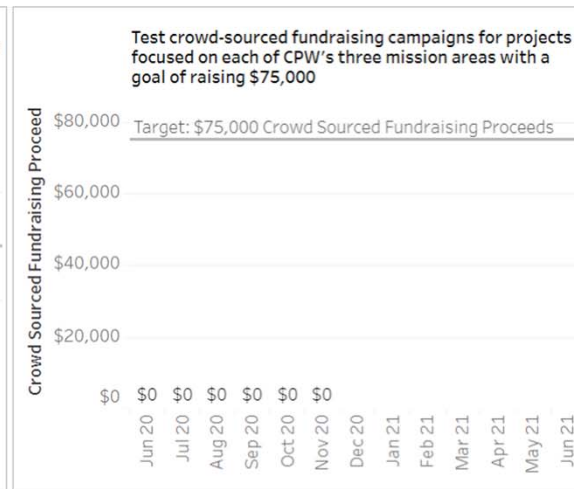 Test crowd-sourced fundraising campaigns for projects
focused on each of CPW's three mission areas with a
goal of raising $75,000
Crowd Sourced Fundraising Proceed
$80,000
Target: $75,000 Crowd Sourced Fundraising Proceeds
$60,000
$40,000
$20,000
$0 $0 $0 $0 $0 $0 $0
Jun 20
Jul 20
Aug 20
Sep 20
Oct 20
Nov 20
Dec 20
Jan 21
Feb 21
Mar 21
Apr 21
May 21
Jun 21